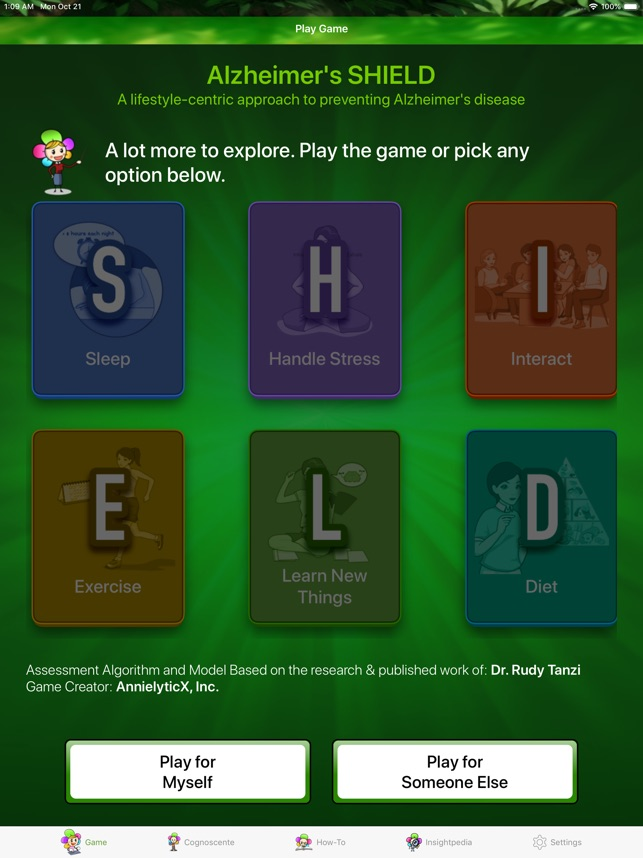 1:09 AM Mon Oct 21
100%
Play Game
Alzheimer's SHIELD
A lifestyle-centric approach to preventing Alzheimer's disease
A lot more to explore. Play the game or pick any
option below.
S
Sleep
H
Handle Stress
I
Interact
E
Exercise
L
Learn New
Things
D
Diet
Assessment Algorithm and Model Based on the research & published work of: Dr. Rudy Tanzi
Game Creator: AnnielyticX, Inc.
Play for
Myself
Play for
Someone Else
Game
Cognoscente
How-To
Insightpedia
Settings